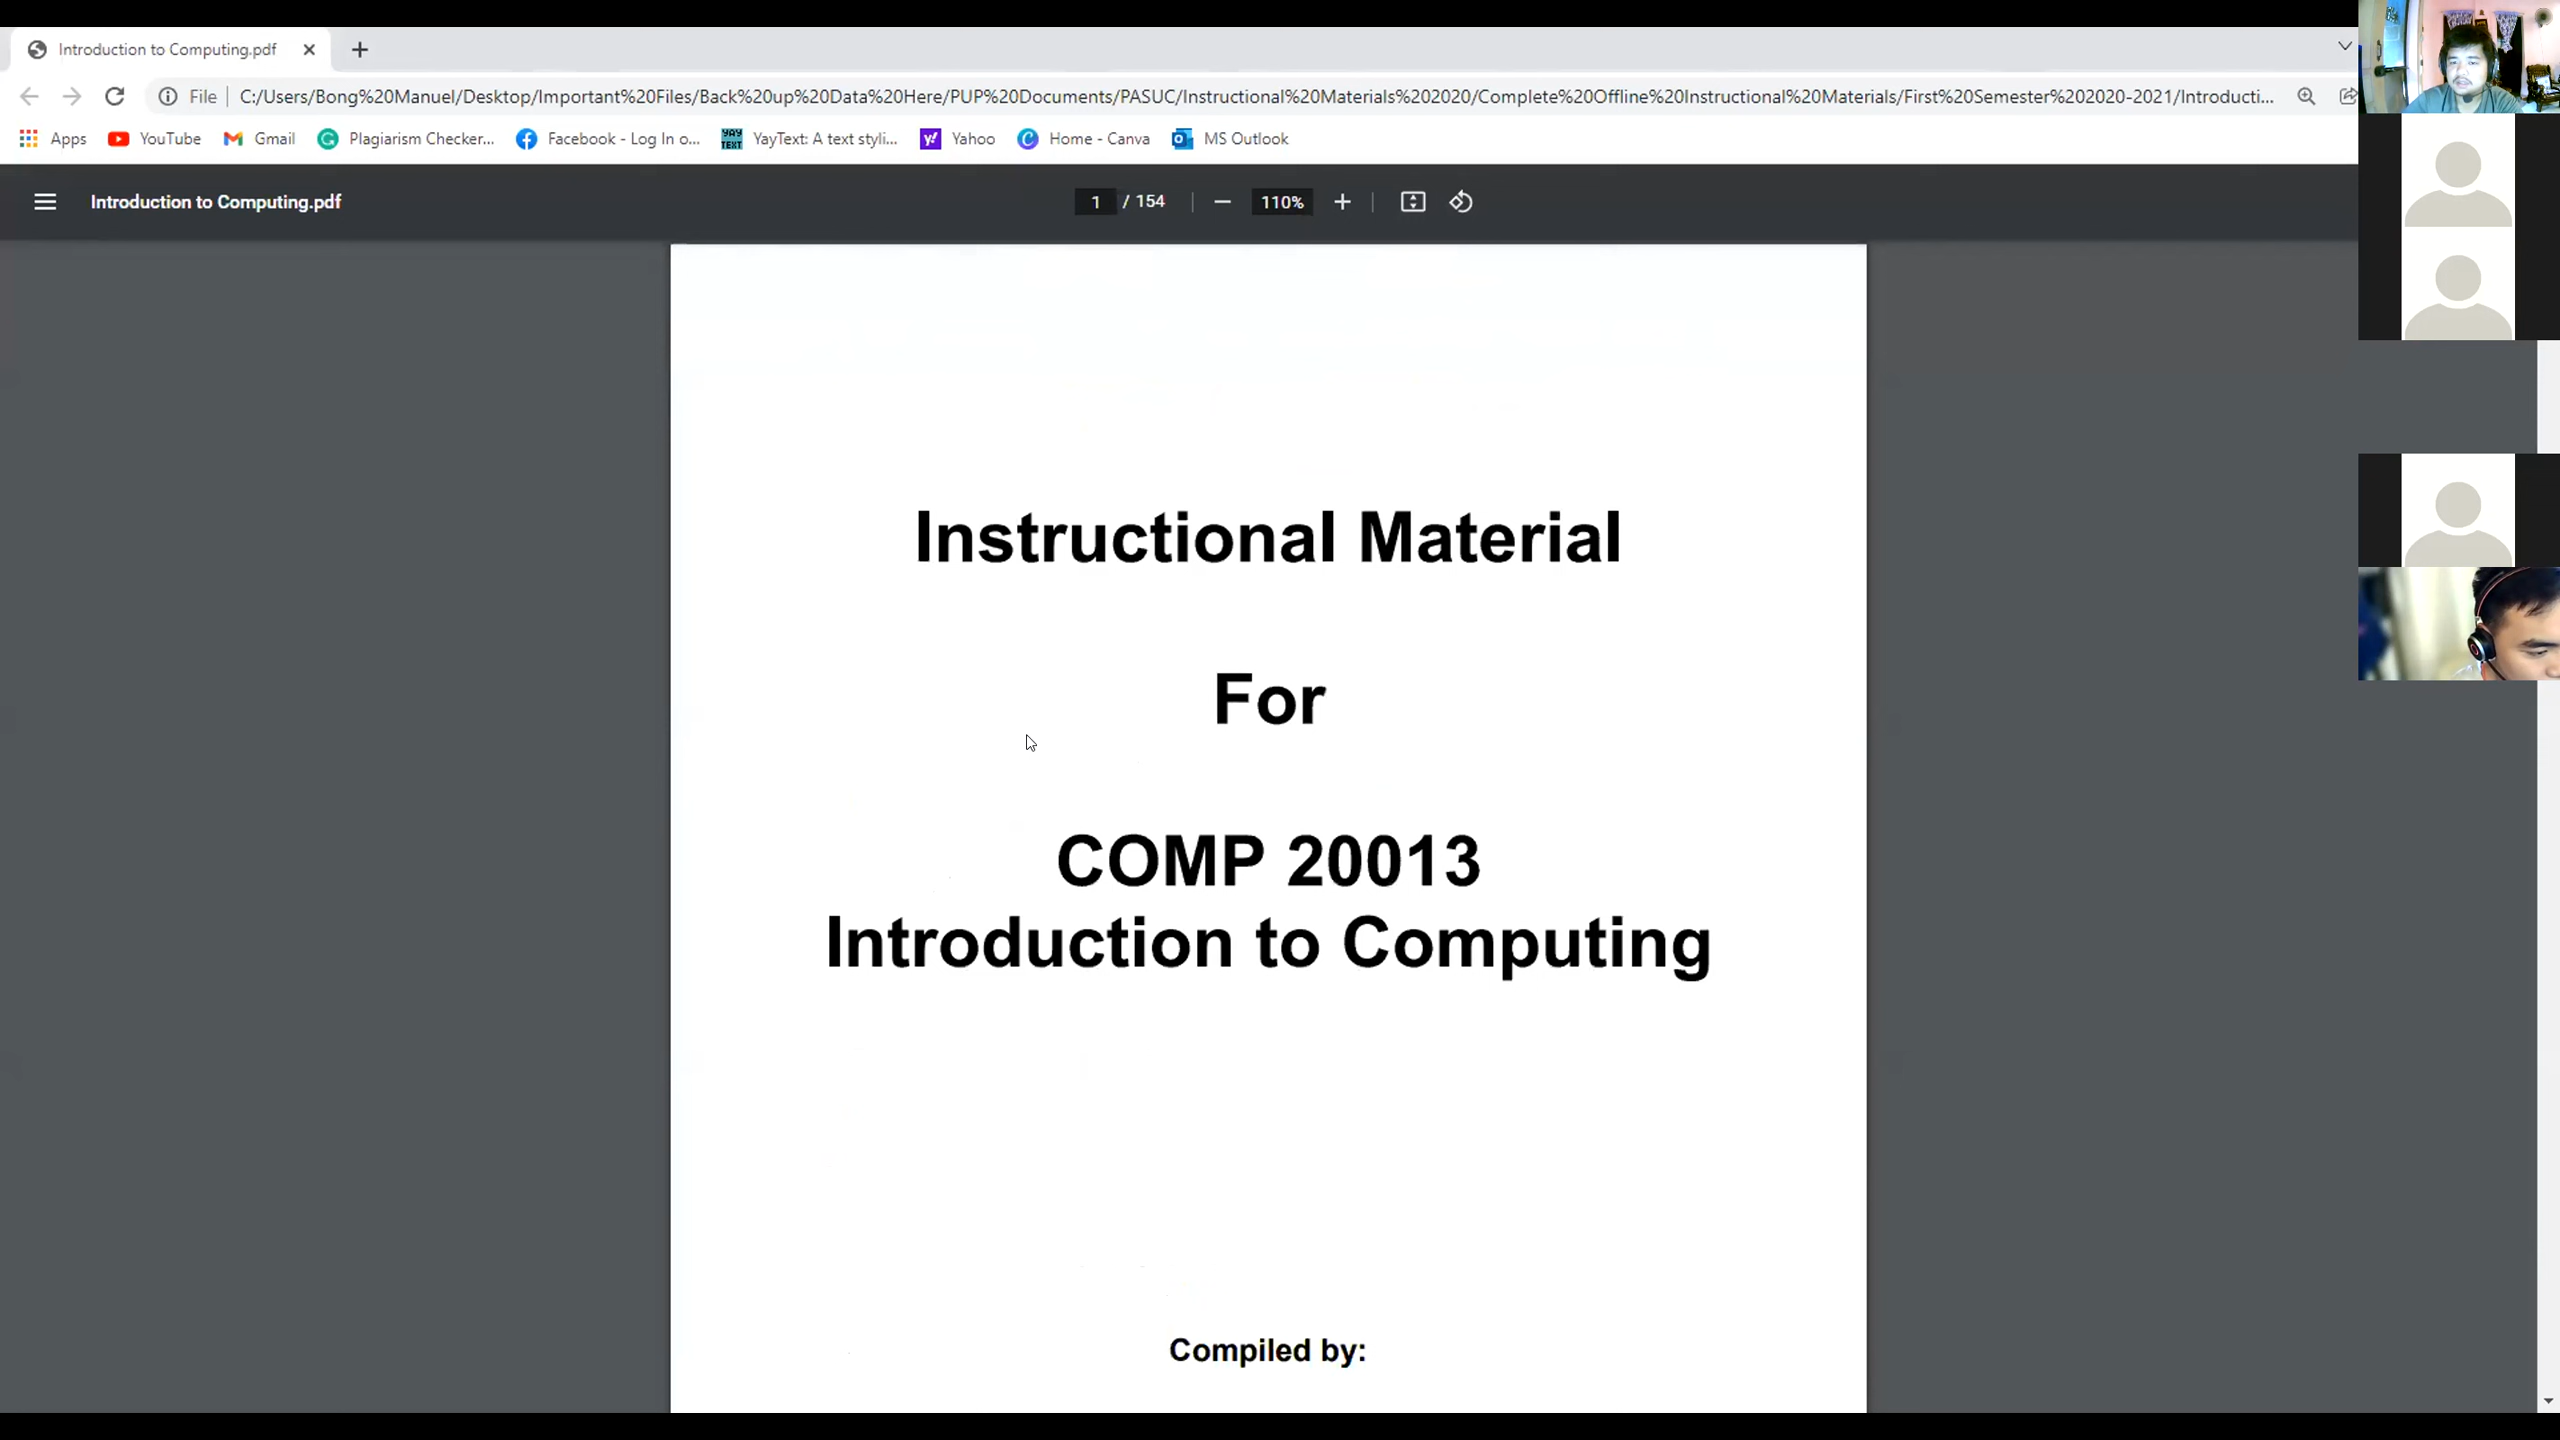 Introduction to Computing.pdf
File
C:/Users/Bong%20Manuel/Desktop/Important%20Files/Back%20up%20Data%20Here/PUP%20Documents/PASUC/Instructional%20Materials%202020/Complete%20Offline%20Instructional%20Materials/First%20Semester%202020-2021/Introducti...
Apps
YouTube
Gmail
Plagiarism Checker...
Facebook - Log In o...
YAY TEXT
YayText: A text styli...
Yahoo
Home - Canva
MS Outlook
Introduction to Computing.pdf
1 / 154
110%
Instructional Material
For
COMP 20013
Introduction to Computing
Compiled by: